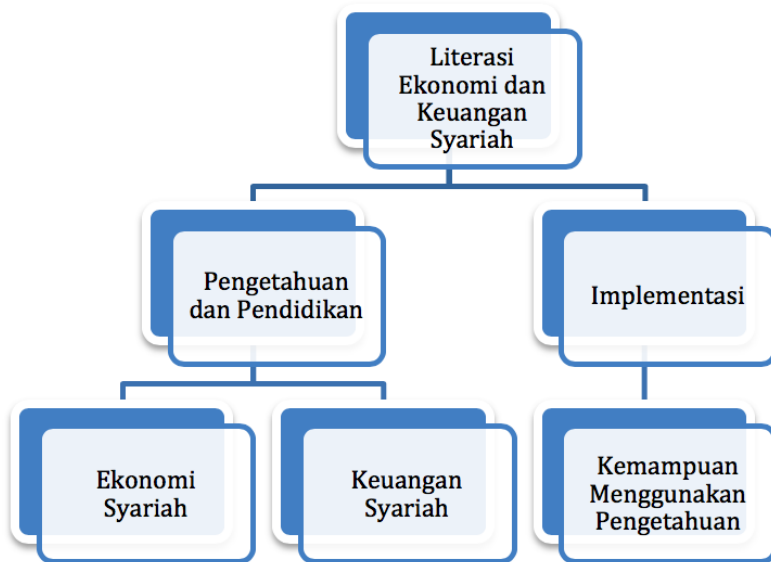 Literasi
Ekonomi dan
Keuangan
Syariah
Pengetahuan
dan Pendidikan
Implementasi
Ekonomi
Syariah
Keuangan
Syariah
Kemampuan
Menggunakan
Pengetahuan